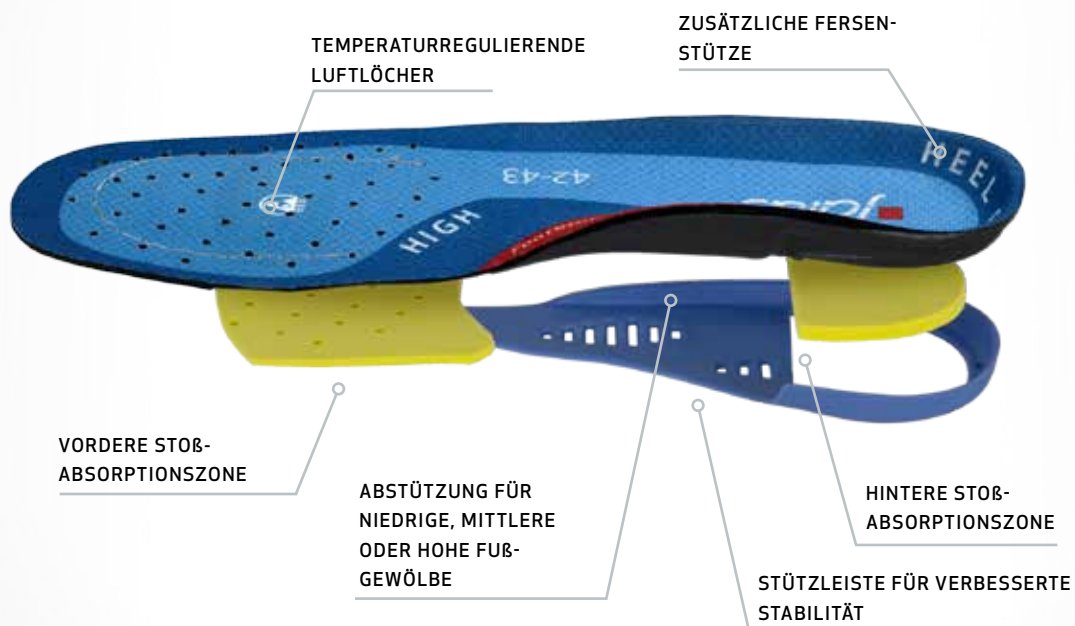 TEMPERATURREGULIERENDE
LUFTLÖCHER
ZUSÄTZLICHE FERSEN-
STÜTZE
HEEL
42-43
jalas
HIGH
VORDERE STOß-
ABSORPTIONSZONE
ABSTÜTZUNG FÜR
NIEDRIGE, MITTLERE
ODER HOHE FUß-
GEWÖLBE
HINTERE STOß-
ABSORPTIONSZONE
STÜTZLEISTE FÜR VERBESSERTE
STABILITÄT